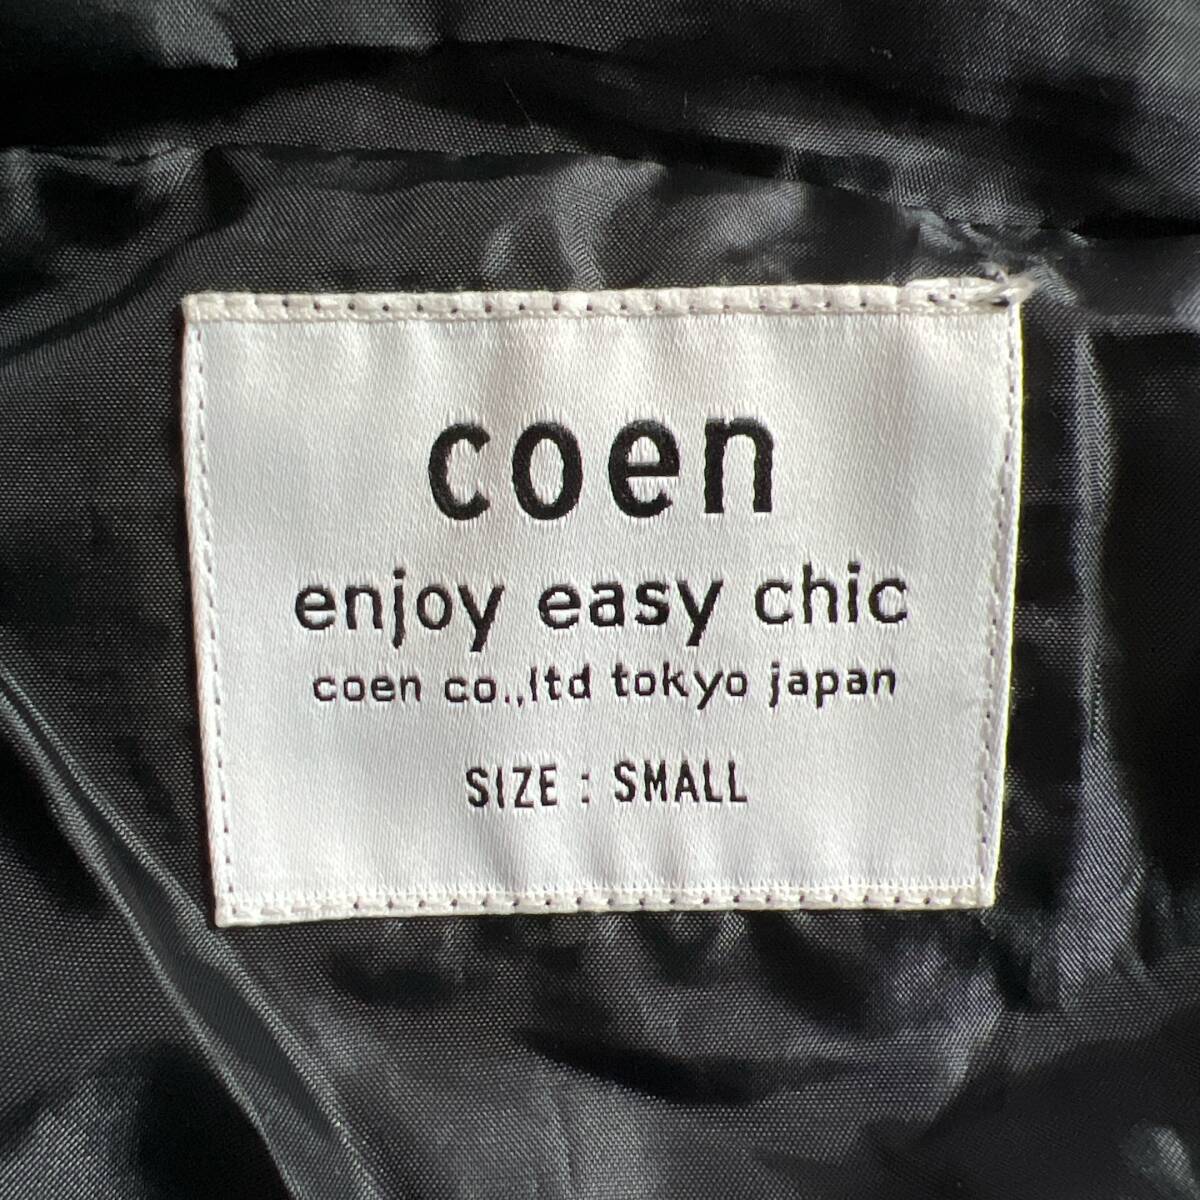 coen
enjoy easy chic
coen co.,ltd tokyo japan
SIZE : SMALL